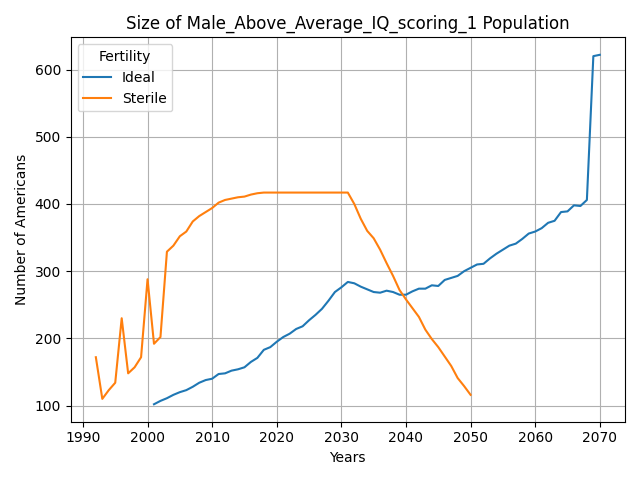 Size of Male_Above_Average_IQ_scoring_1 Population
Fertility
Ideal
Sterile
Number of Americans
600
500
400
300
200
100
1990 2000 2010 2020 2030 2040 2050 2060 2070
Years